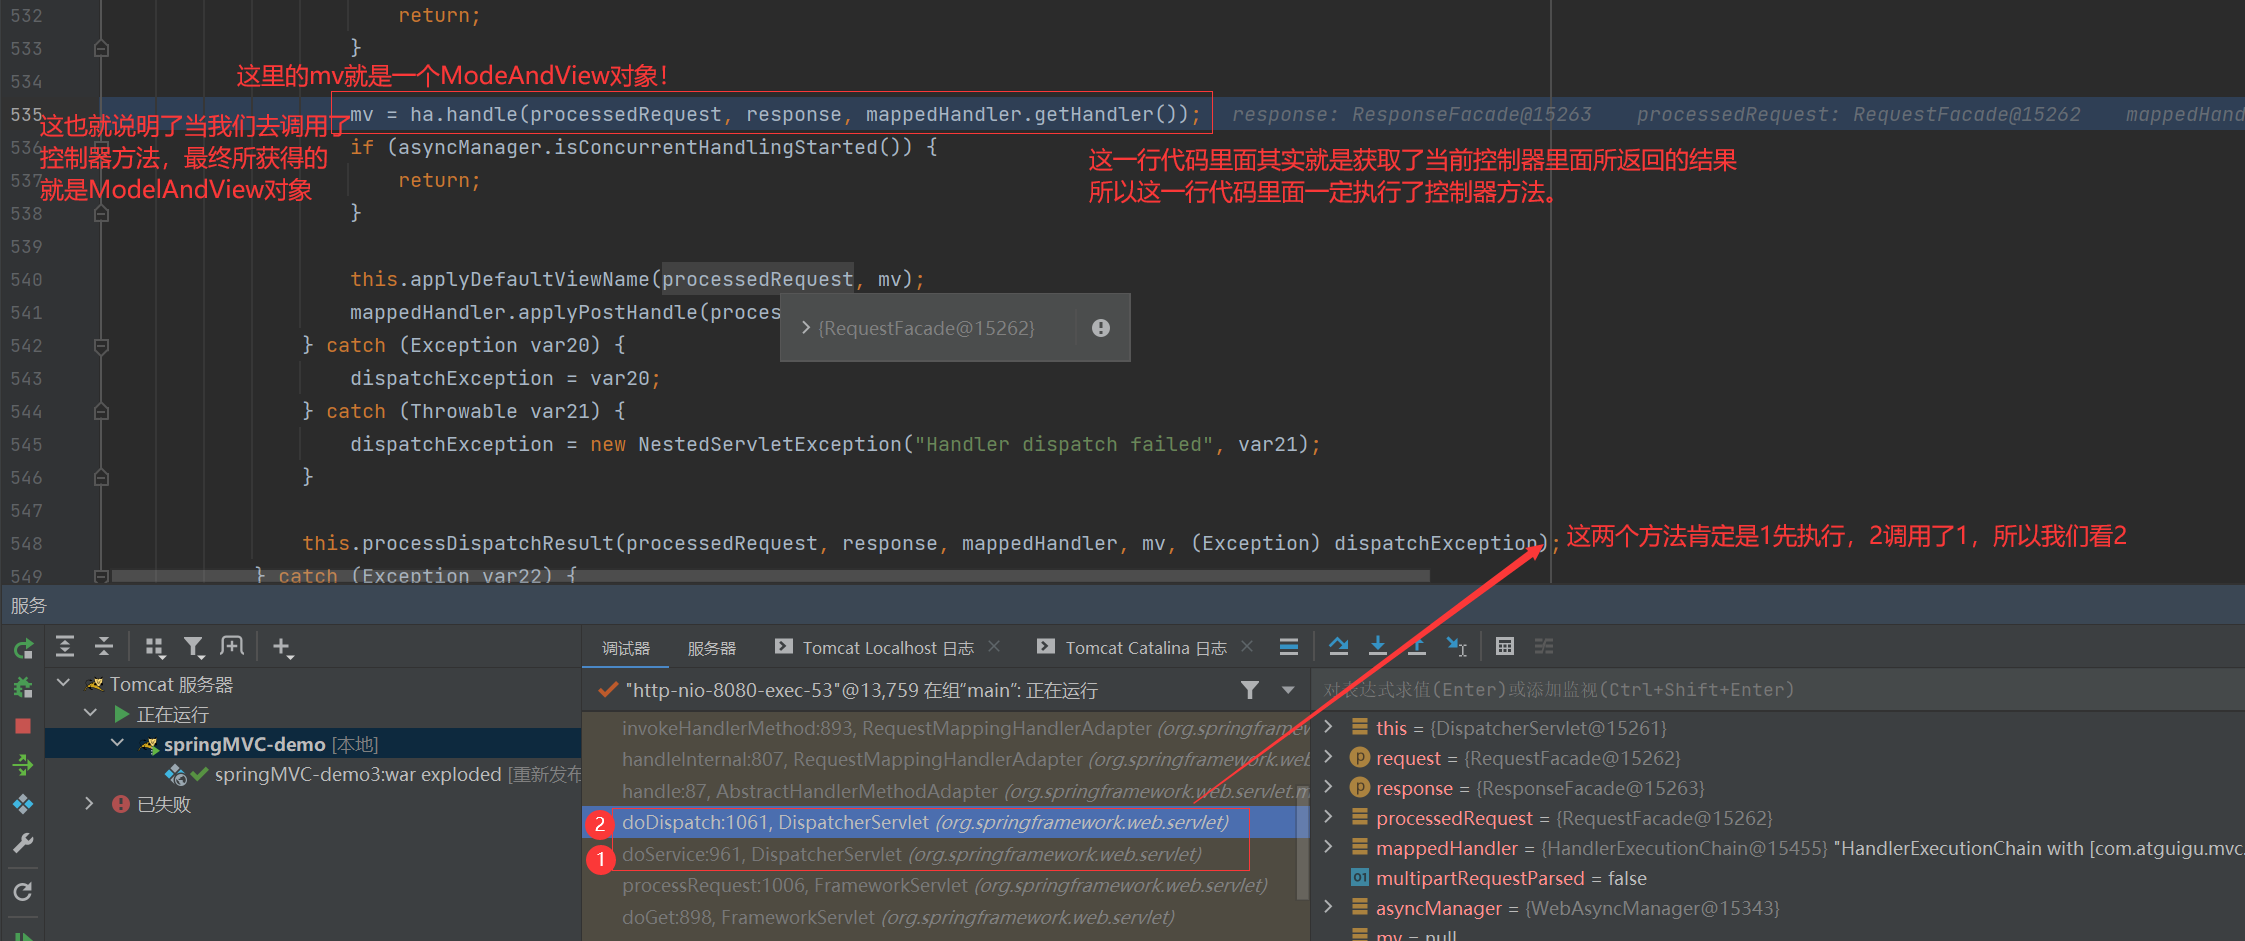 532 return;
533 }
534 这里的mv就是一个ModeAndView对象！
535 mv = ha.handle(processedRequest, response, mappedHandler.getHandler()); response: ResponseFacade@15263 processedRequest: RequestFacade@15262 mappedHand
这也就说明了当我们去调用了
控制器方法，最终所获得的
就是ModelAndView对象
536 if (asyncManager.isConcurrentHandlingStarted()) {
537 return;
538 }
这一行代码里面其实就是获取了当前控制器里面所返回的结果
所以这一行代码里面一定执行了控制器方法。
539
540 this.applyDefaultViewName(processedRequest, mv);
541 mappedHandler.applyPostHandle(proces
{RequestFacade@15262}
542 } catch (Exception var20) {
543 dispatchException = var20;
544 } catch (Throwable var21) {
545 dispatchException = new NestedServletException("Handler dispatch failed", var21);
546 }
547
548 this.processDispatchResult(processedRequest, response, mappedHandler, mv, (Exception) dispatchException);
这两个方法肯定是1先执行，2调用了1，所以我们看2
549 } catch (Exception var22) {
服务
调试器 服务器 Tomcat Localhost 日志 Tomcat Catalina 日志
Tomcat 服务器
正在运行
springMVC-demo [本地]
springMVC-demo3:war exploded [重新发布
已失败
"http-nio-8080-exec-53"@13,759 在组"main": 正在运行
invokeHandlerMethod:893, RequestMappingHandlerAdapter (org.springframew
handleInternal:807, RequestMappingHandlerAdapter (org.springframework.we
handle:87, AbstractHandlerMethodAdapter (org.springframework.web.servlet.m
2 doDispatch:1061, DispatcherServlet (org.springframework.web.servlet)
1 doService:961, DispatcherServlet (org.springframework.web.servlet)
processRequest:1006, FrameworkServlet (org.springframework.web.servlet)
doGet:898, FrameworkServlet (org.springframework.web.servlet)
对表达式求值(Enter)或添加监视(Ctrl+Shift+Enter)
this = {DispatcherServlet@15261}
request = {RequestFacade@15262}
response = {ResponseFacade@15263}
processedRequest = {RequestFacade@15262}
mappedHandler = {HandlerExecutionChain@15455} "HandlerExecutionChain with [com.atguigu.mvc.
multipartRequestParsed = false
asyncManager = {WebAsyncManager@15343}
mv = null